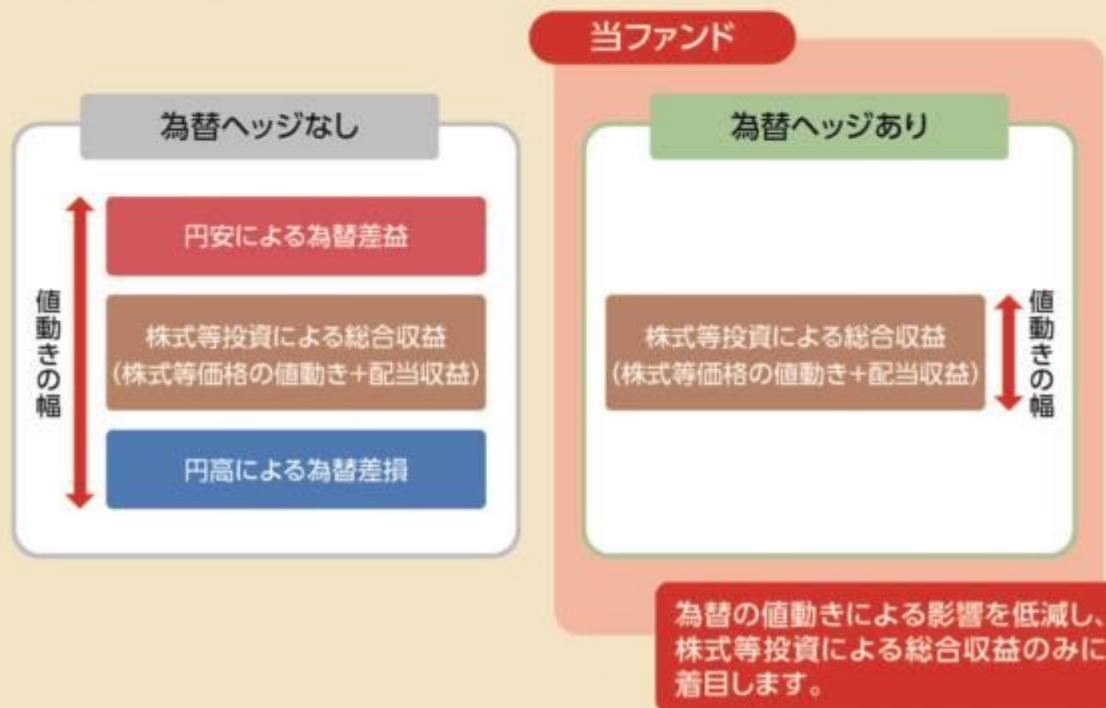 当ファンド
為替ヘッジなし
円安による為替差益
値動きの幅
株式等投資による総合収益
(株式等価格の値動き+配当収益)
円高による為替差損
為替ヘッジあり
株式等投資による総合収益
(株式等価格の値動き+配当収益)
値動きの幅
為替の値動きによる影響を低減し、
株式等投資による総合収益のみに
着目します。